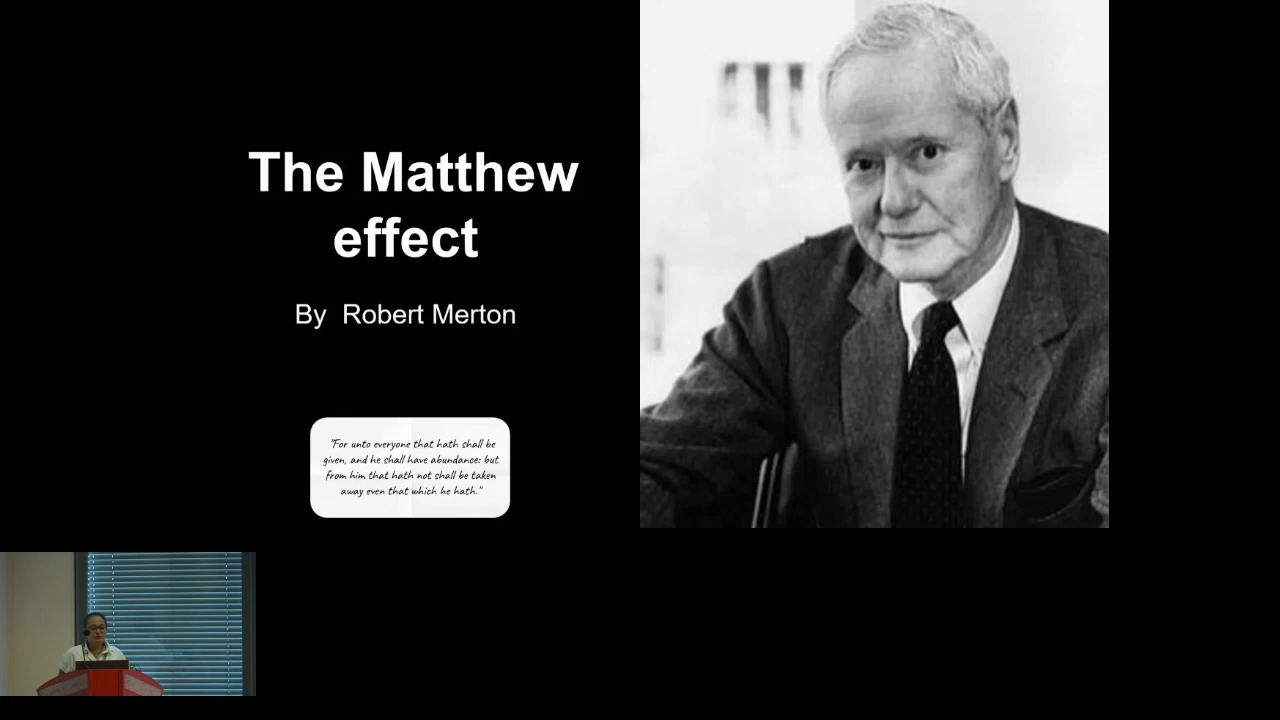 The Matthew
effect
By Robert Merton
"For unto everyone that hath shall be
given, and he shall have abundance: but
from him that hath not shall be taken
away even that which he hath."